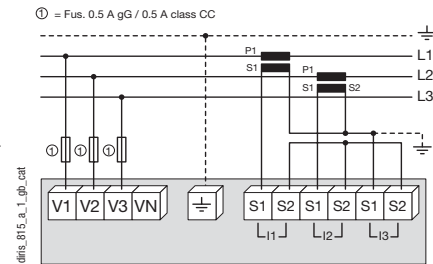 ① = Fus. 0.5 A gG / 0.5 A class CC
P1
L1
S1
P1
L2
S1 S2
L3
① ① ①
V1 V2 V3 VN S1 S2 S1 S2 S1 S2
I1 I2 I3
diris_815_a_1_gb_cat